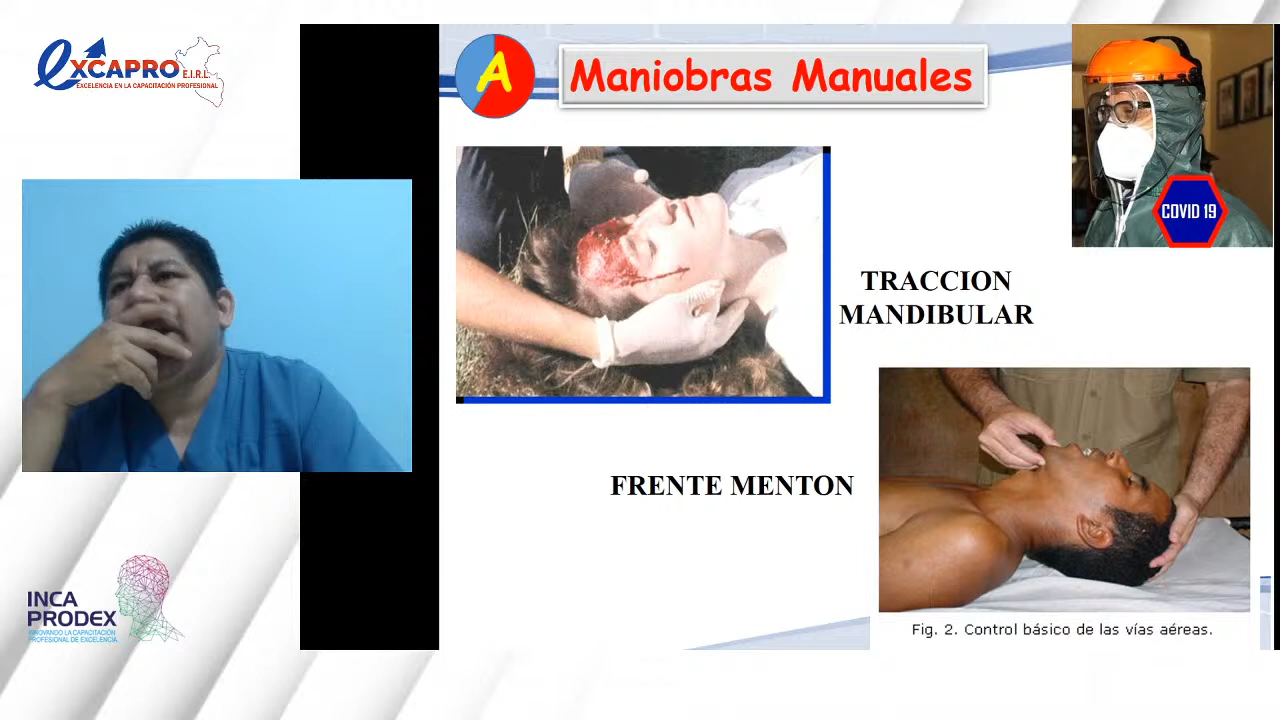 excapro E.I.R.L.
EXCELENCIA EN LA CAPACITACIÓN PROFESIONAL
A
Maniobras Manuales
COVID 19
TRACCION
MANDIBULAR
FRENTE MENTON
Fig. 2. Control básico de las vías aéreas.
INCA
PRODEX
INNOVANDO LA CAPACITACIÓN
PROFESIONAL DE EXCELENCIA